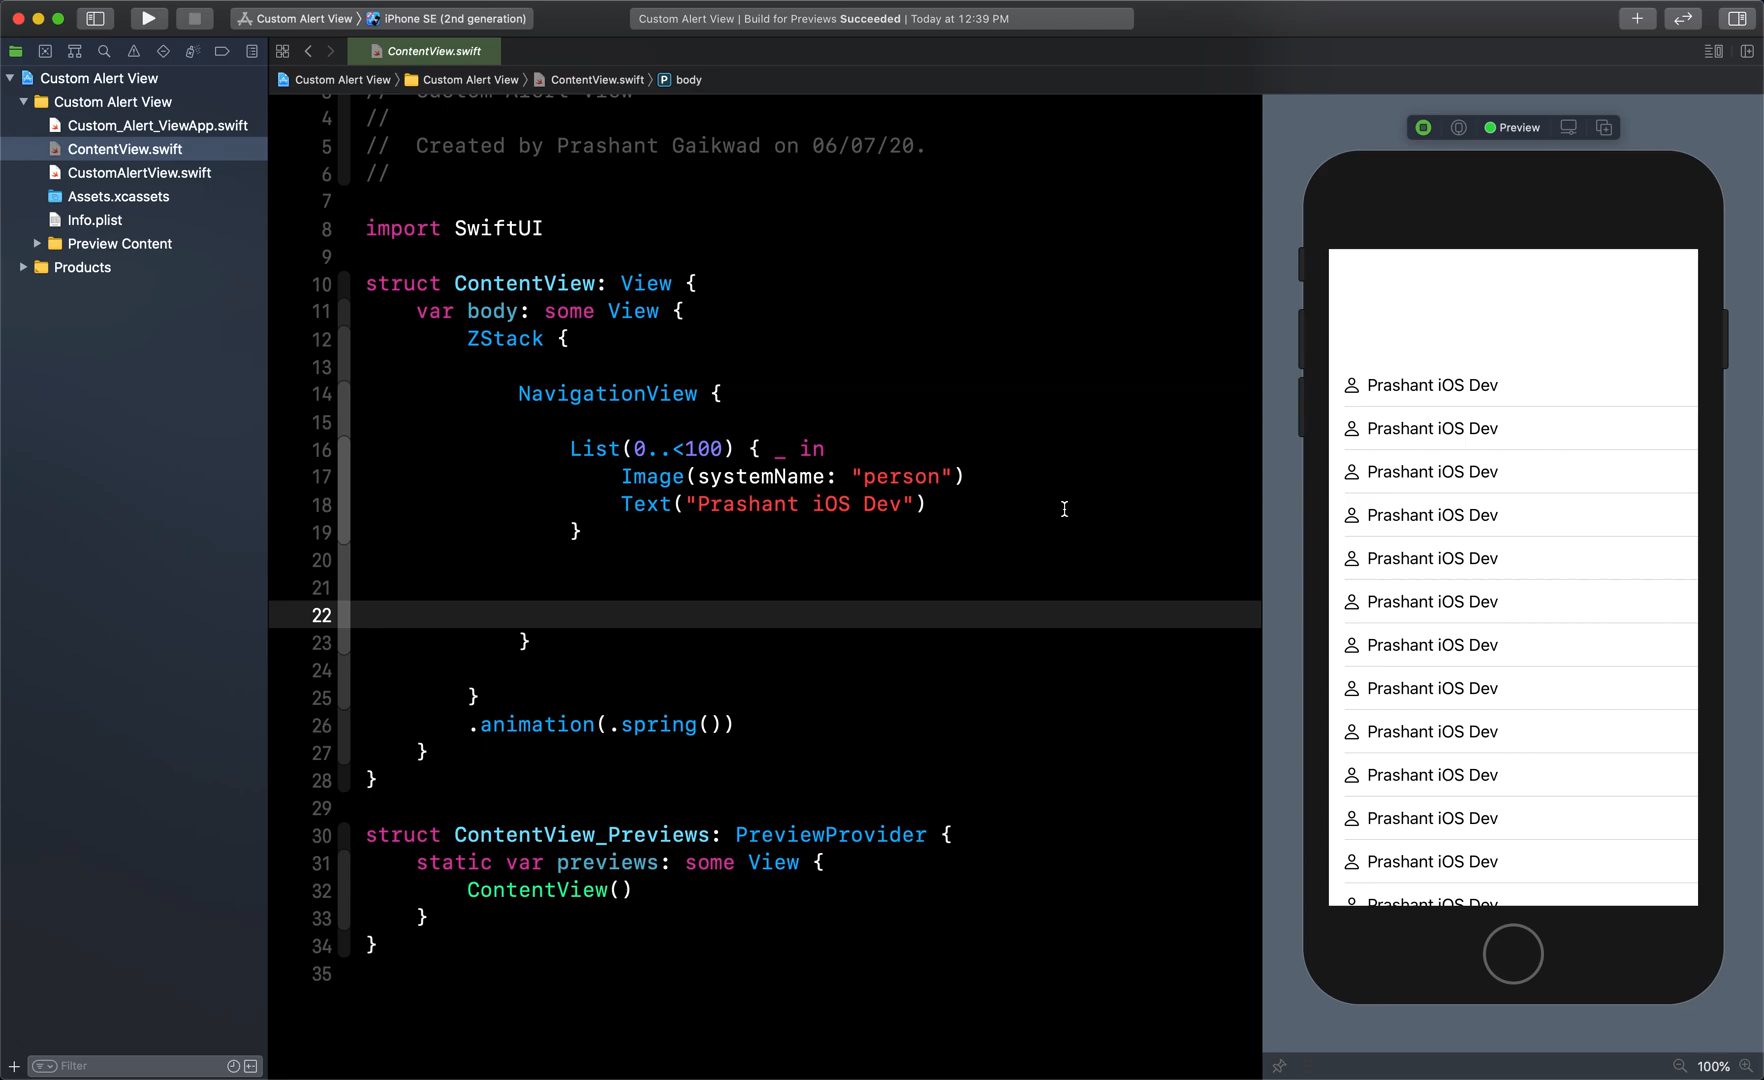 Custom Alert View 〉 iPhone SE (2nd generation)
Custom Alert View | Build for Previews Succeeded | Today at 12:39 PM
ContentView.swift
Custom Alert View 〉 Custom Alert View 〉 ContentView.swift 〉 P body
Custom Alert View
Custom Alert View
Custom_Alert_ViewApp.swift
ContentView.swift
CustomAlertView.swift
Assets.xcassets
Info.plist
Preview Content
Products
3 // Custom Alert View
4 //
5 // Created by Prashant Gaikwad on 06/07/20.
6 //
7
8 import SwiftUI
9
10 struct ContentView: View {
11 var body: some View {
12 ZStack {
13
14 NavigationView {
15
16 List(0..<100) { _ in
17 Image(systemName: "person")
18 Text("Prashant iOS Dev")
19 }
20
21
22
23 }
24
25 }
26 .animation(.spring())
27 }
28 }
29
30 struct ContentView_Previews: PreviewProvider {
31 static var previews: some View {
32 ContentView()
33 }
34 }
35
Preview
Prashant iOS Dev
Prashant iOS Dev
Prashant iOS Dev
Prashant iOS Dev
Prashant iOS Dev
Prashant iOS Dev
Prashant iOS Dev
Prashant iOS Dev
Prashant iOS Dev
Prashant iOS Dev
Prashant iOS Dev
Prashant iOS Dev
Prashant iOS Dev
Filter
100%